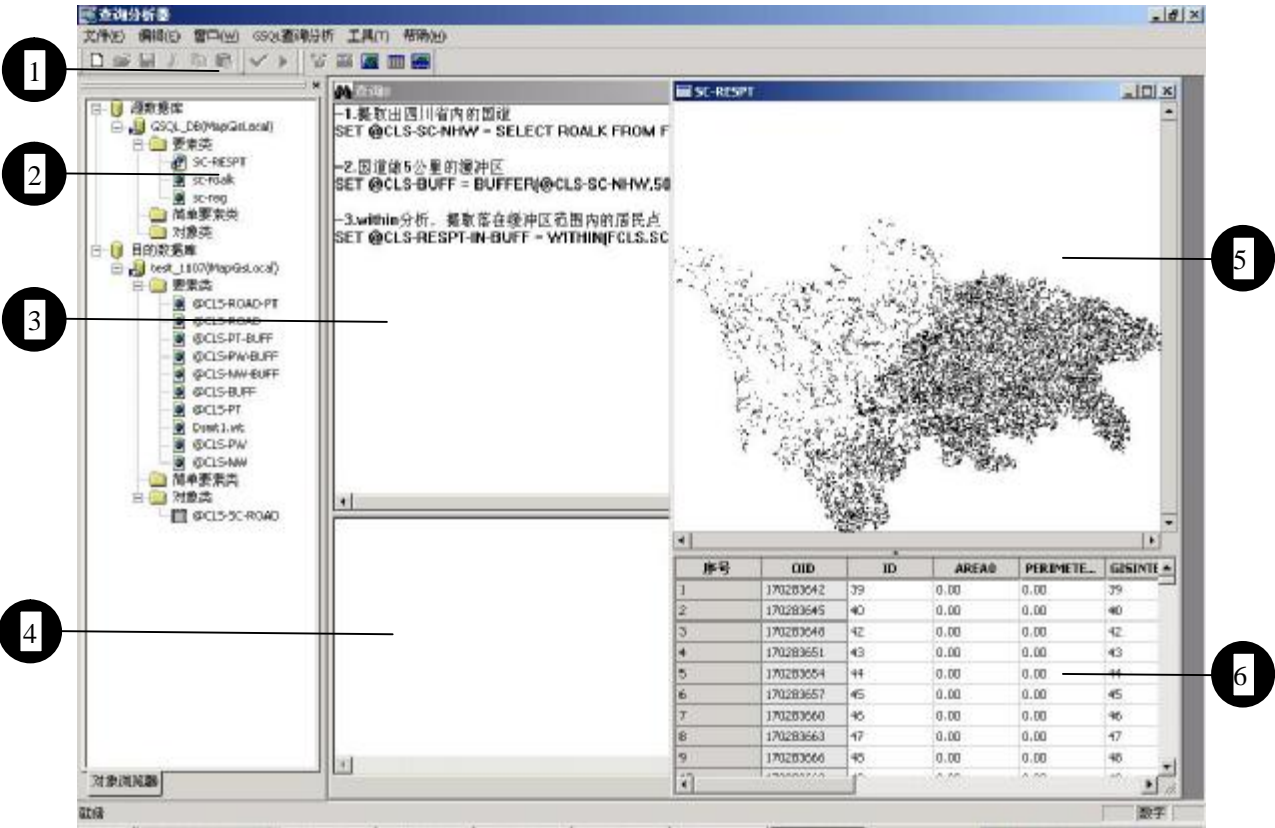 查询分析器
文件(F) 编辑(E) 窗口(W) GSQL查询分析 工具(T) 帮助(H)
1
源数据库
GSQL_DB(MapGisLocal)
要素类
SC-RESPT
sc-roalk
sc-reg
简单要素类
对象类
目的数据库
test_1107(MapGisLocal)
要素类
@CLS-ROAD-PT
@CLS-ROAD
@CLS-PT-BUFF
@CLS-PW-BUFF
@CLS-NW-BUFF
@CLS-BUFF
@CLS-PT
@CLS-PW
@CLS-NW
简单要素类
对象类
@CLS-SC-ROAD
对象浏览器
2
3
4
--1.提取出四川省内的国道
SET @CLS-SC-NHW = SELECT ROALK FROM F
--2.国道做5公里的缓冲区
SET @CLS-BUFF = BUFFER(@CLS-SC-NHW,50
--3.within分析，提取落在缓冲区范围内的居民点
SET @CLS-RESPT-IN-BUFF = WITHIN(FCLS.SC
SC-RESPT
5
序号 OID ID AREA0 PERIMETE... GISINTE
1 170283642 39 0.00 0.00 39
2 170283645 40 0.00 0.00 40
3 170283648 42 0.00 0.00 42
4 170283651 43 0.00 0.00 43
5 170283654 44 0.00 0.00 44
6 170283657 45 0.00 0.00 45
7 170283660 46 0.00 0.00 46
8 170283663 47 0.00 0.00 47
9 170283666 48 0.00 0.00 48
6
就绪
数字